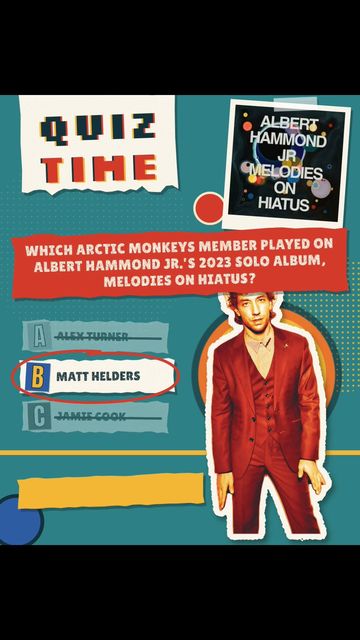 QUIZ
TIME
ALBERT
HAMMOND
JR
MELODIES
ON
HIATUS
WHICH ARCTIC MONKEYS MEMBER PLAYED ON
ALBERT HAMMOND JR.'S 2023 SOLO ALBUM,
MELODIES ON HIATUS?
A ALEX TURNER
B MATT HELDERS
C JAMIE COOK